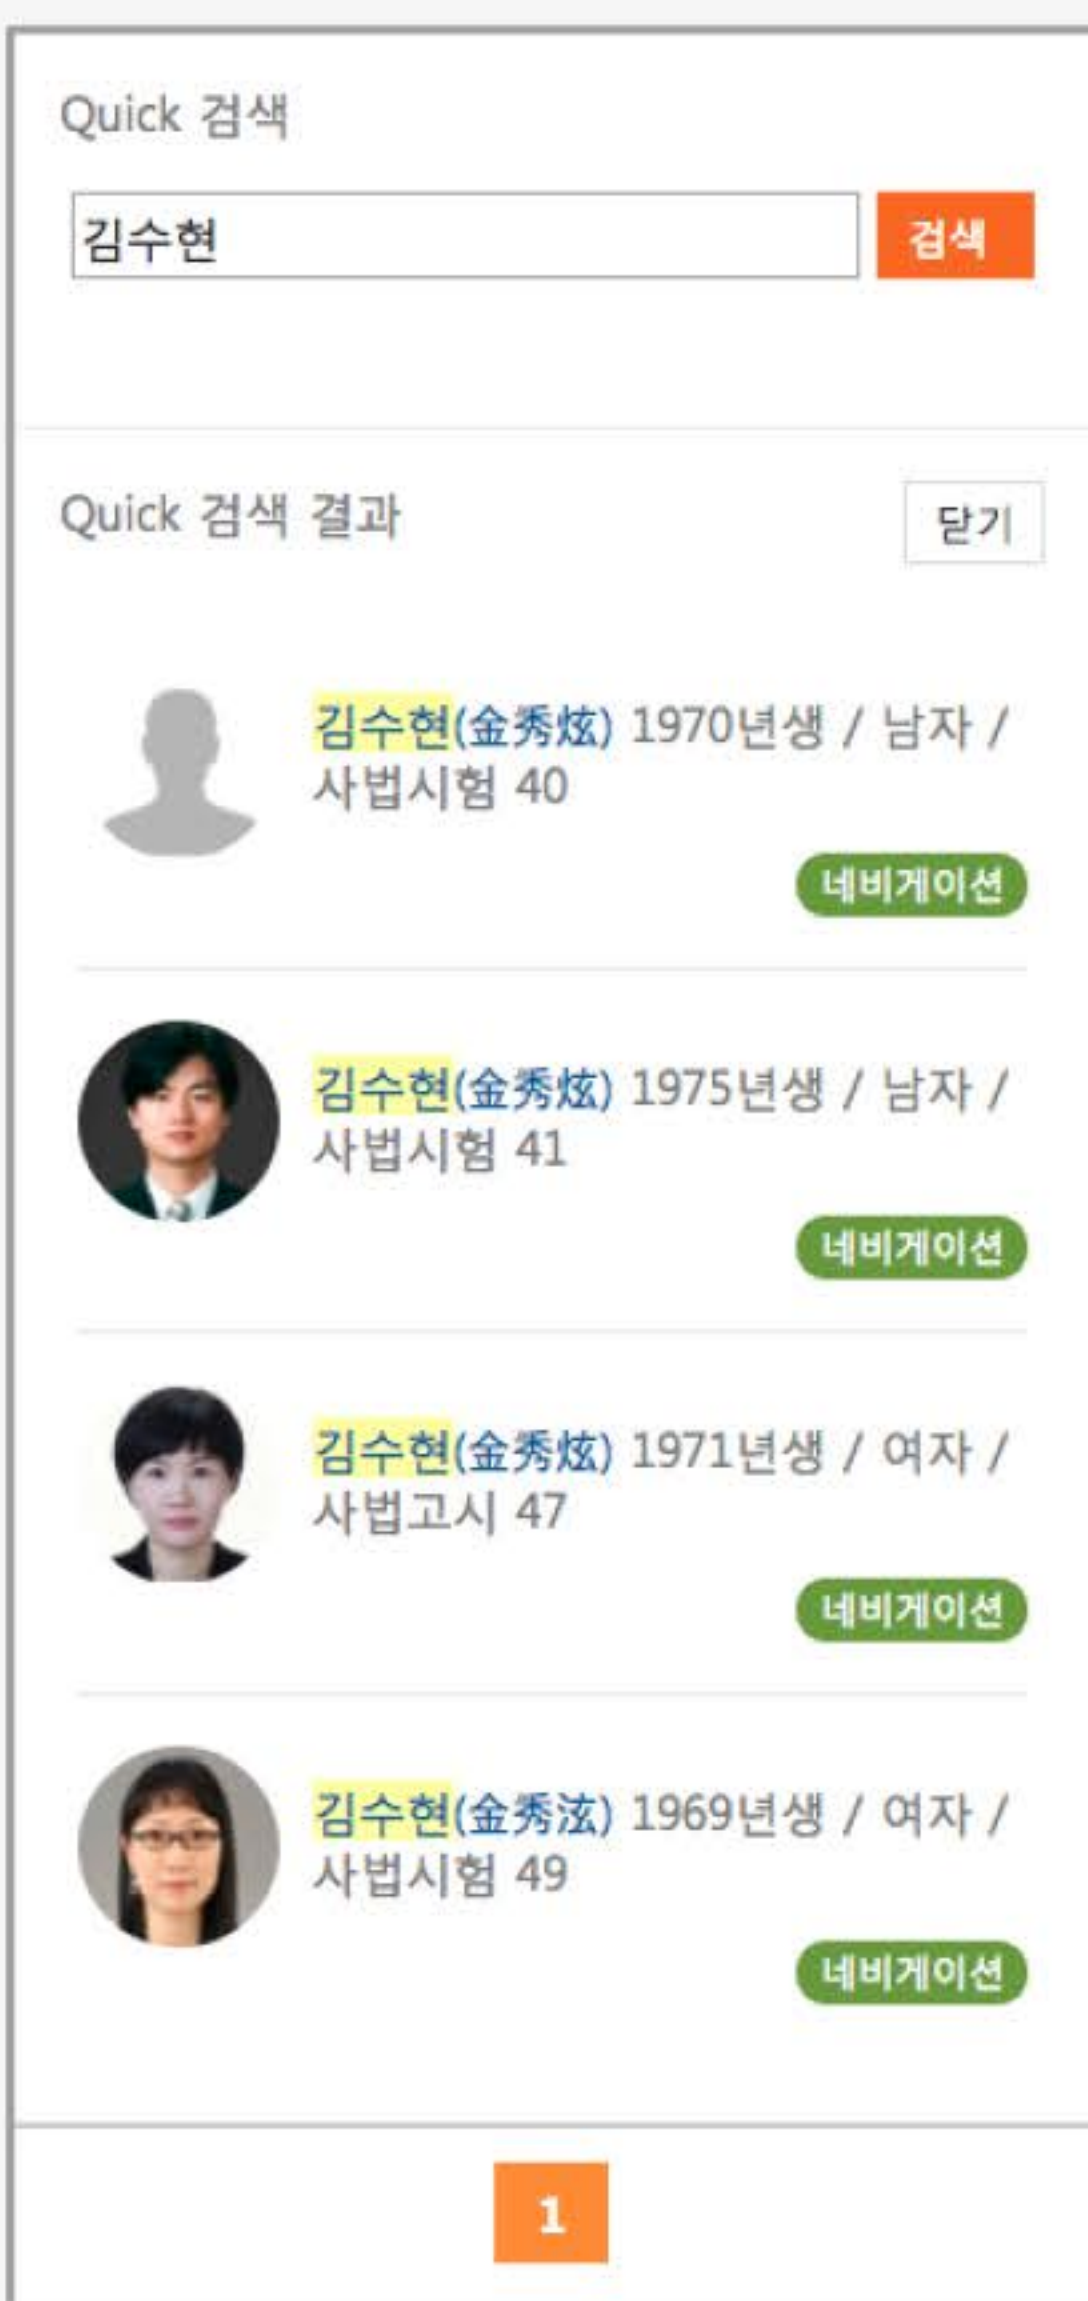 Quick 검색
김수현 검색
Quick 검색 결과 닫기
김수현(金秀炫) 1970년생 / 남자 /
사법시험 40
네비게이션
김수현(金秀炫) 1975년생 / 남자 /
사법시험 41
네비게이션
김수현(金秀炫) 1971년생 / 여자 /
사법고시 47
네비게이션
김수현(金秀泫) 1969년생 / 여자 /
사법시험 49
네비게이션
1